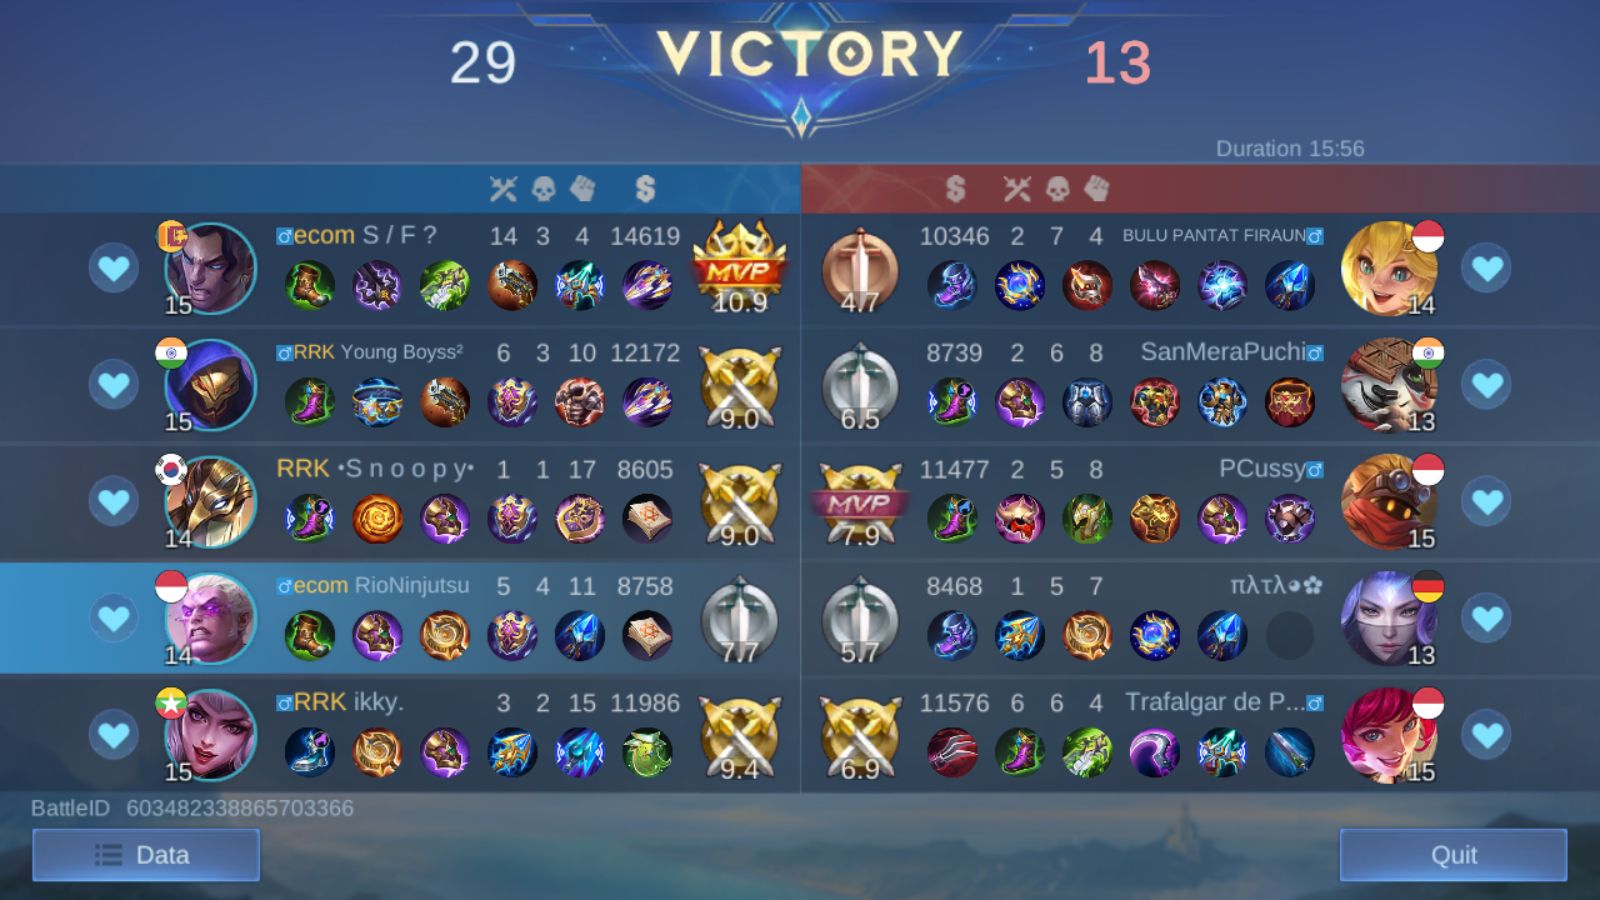 29 VICTORY 13
Duration 15:56
ecom S / F ? 14 3 4 14619 MVP 10.9 15
4.7 10346 2 7 4 BULU PANTAT FIRAUN 14
RRK Young Boyss² 6 3 10 12172 9.0 15
6.5 8739 2 6 8 SanMeraPuchi 13
RRK •S n o o p y• 1 1 17 8605 9.0 14
MVP 7.9 11477 2 5 8 PCussy 15
ecom RioNinjutsu 5 4 11 8758 7.7 14
5.7 8468 1 5 7 πλτλ◕✿ 13
RRK ikky. 3 2 15 11986 9.4 15
6.9 11576 6 6 4 Trafalgar de P... 15
BattleID 603482338865703366
Data
Quit